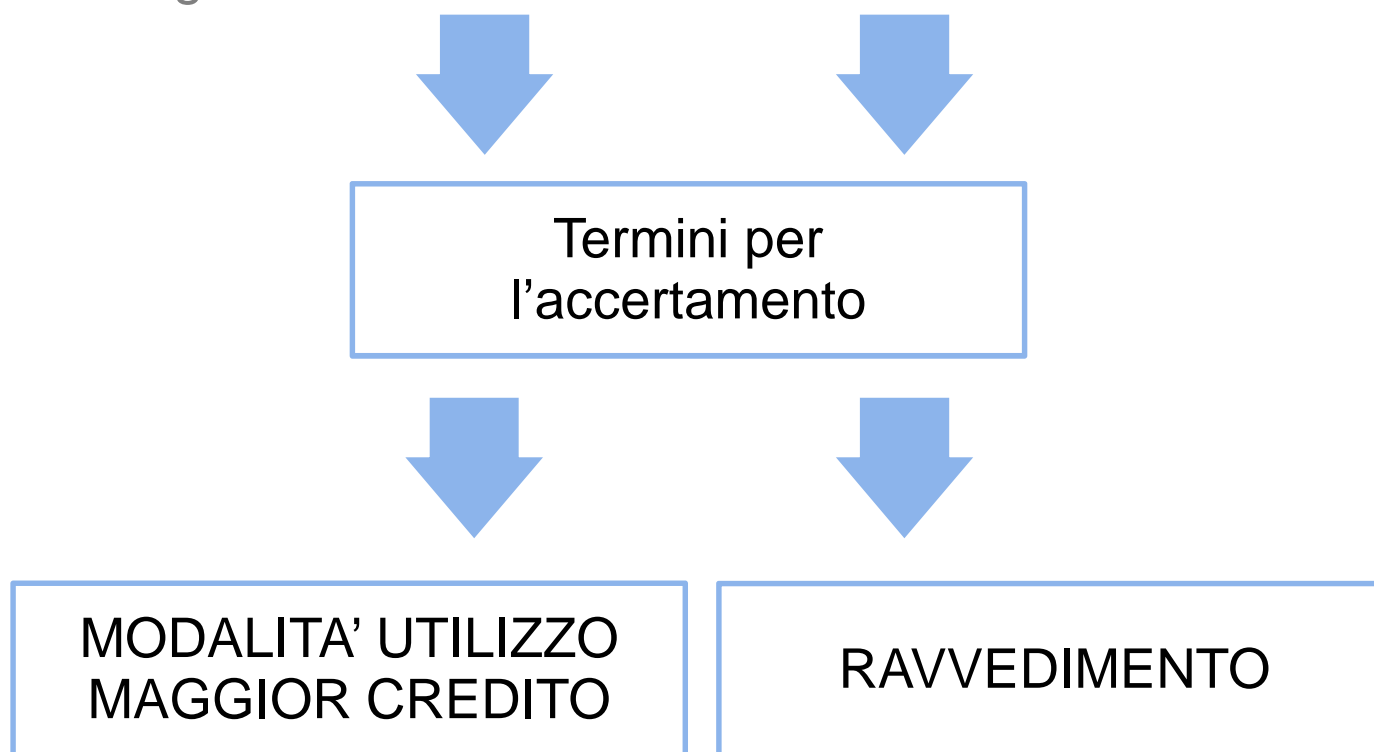 Termini per
l’accertamento
MODALITA’ UTILIZZO
MAGGIOR CREDITO
RAVVEDIMENTO